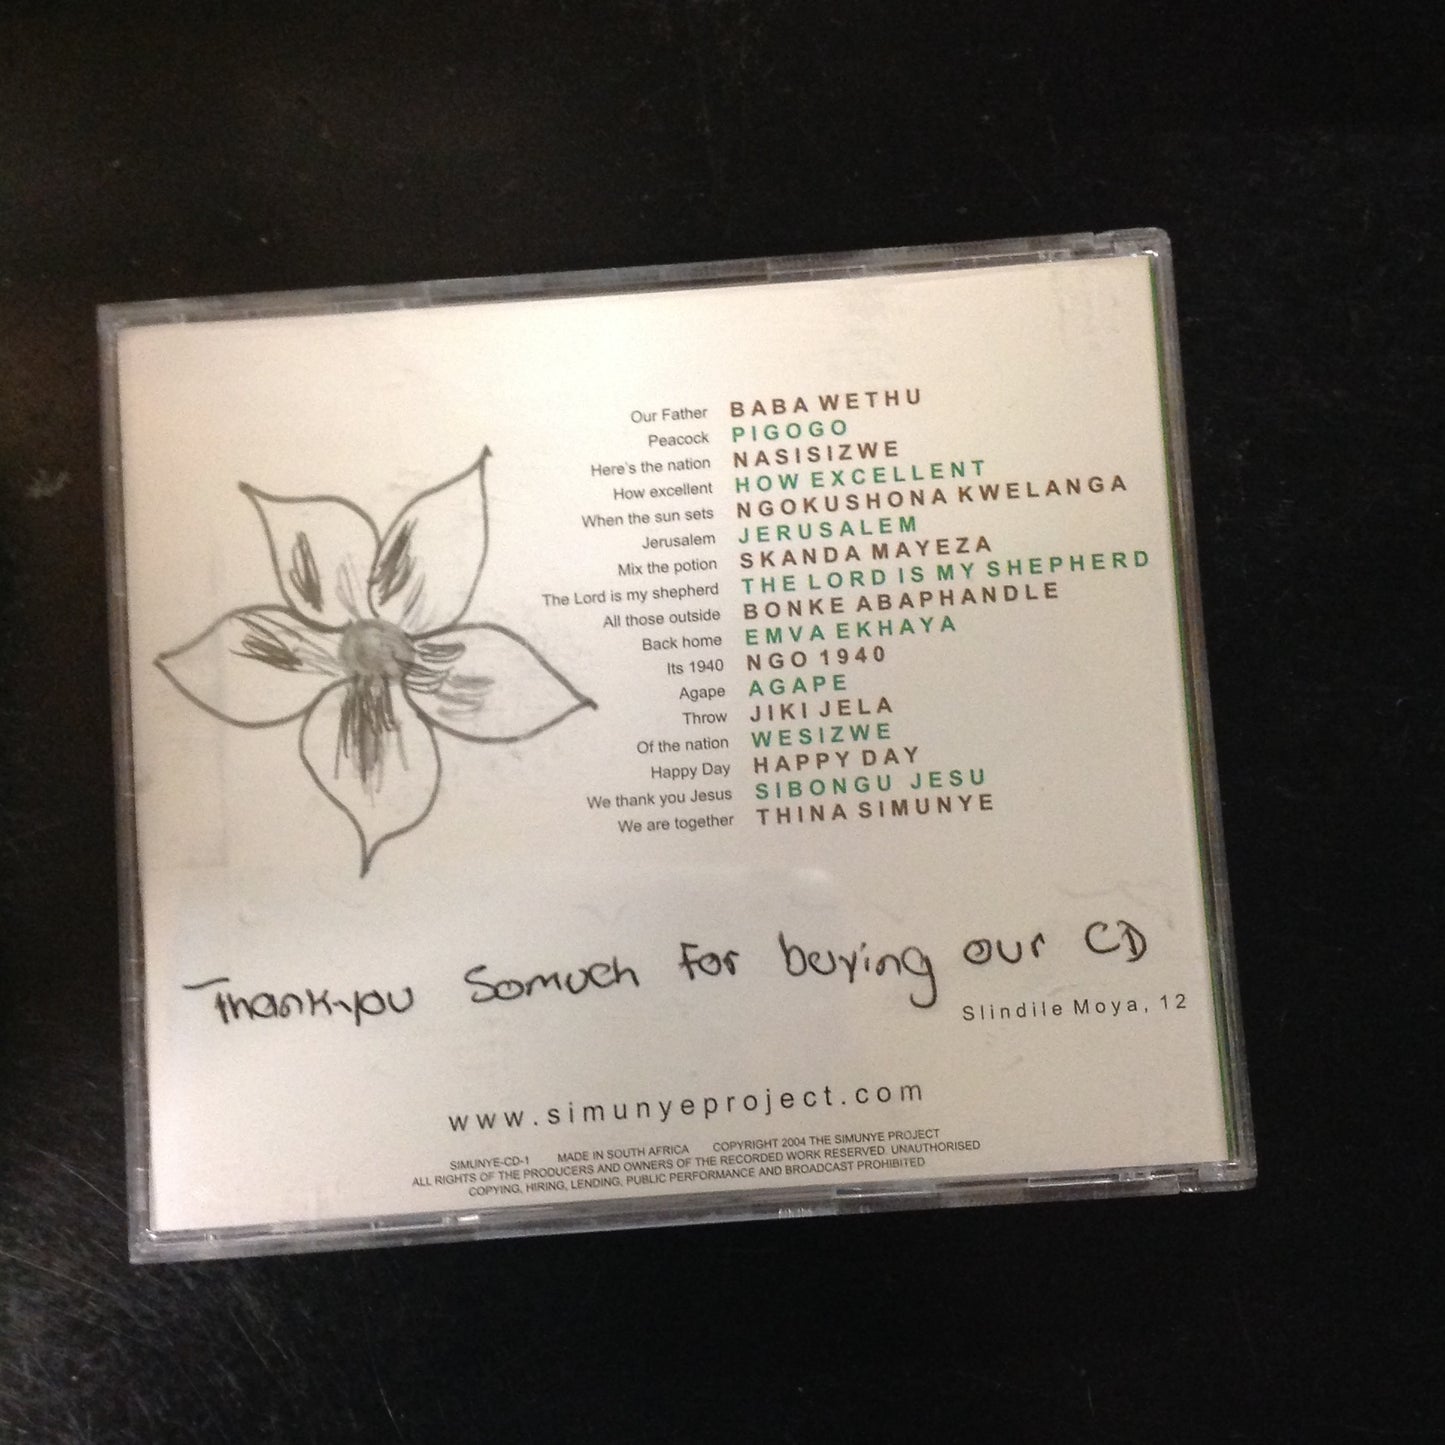 Our Father BABA WETHU
Peacock PIGOGO
Here's the nation NASISIZWE
How excellent HOW EXCELLENT
When the sun sets NGOKUSHONA KWELANGA
Jerusalem JERUSALEM
Mix the potion SKANDA MAYEZA
The Lord is my shepherd THE LORD IS MY SHEPHERD
All those outside BONKE ABAPHANDLE
Back home EMVA EKHAYA
Its 1940 NGO 1940
Agape AGAPE
Throw JIKI JELA
Of the nation WESIZWE
Happy Day HAPPY DAY
We thank you Jesus SIBONGU JESU
We are together THINA SIMUNYE
Thank-you Somuch For buying our CD
Slindile Moya, 12
www.simunyeproject.com
SIMUNYE-CD-1 MADE IN SOUTH AFRICA COPYRIGHT 2004 THE SIMUNYE PROJECT
ALL RIGHTS OF THE PRODUCERS AND OWNERS OF THE RECORDED WORK RESERVED. UNAUTHORISED
COPYING, HIRING, LENDING, PUBLIC PERFORMANCE AND BROADCAST PROHIBITED